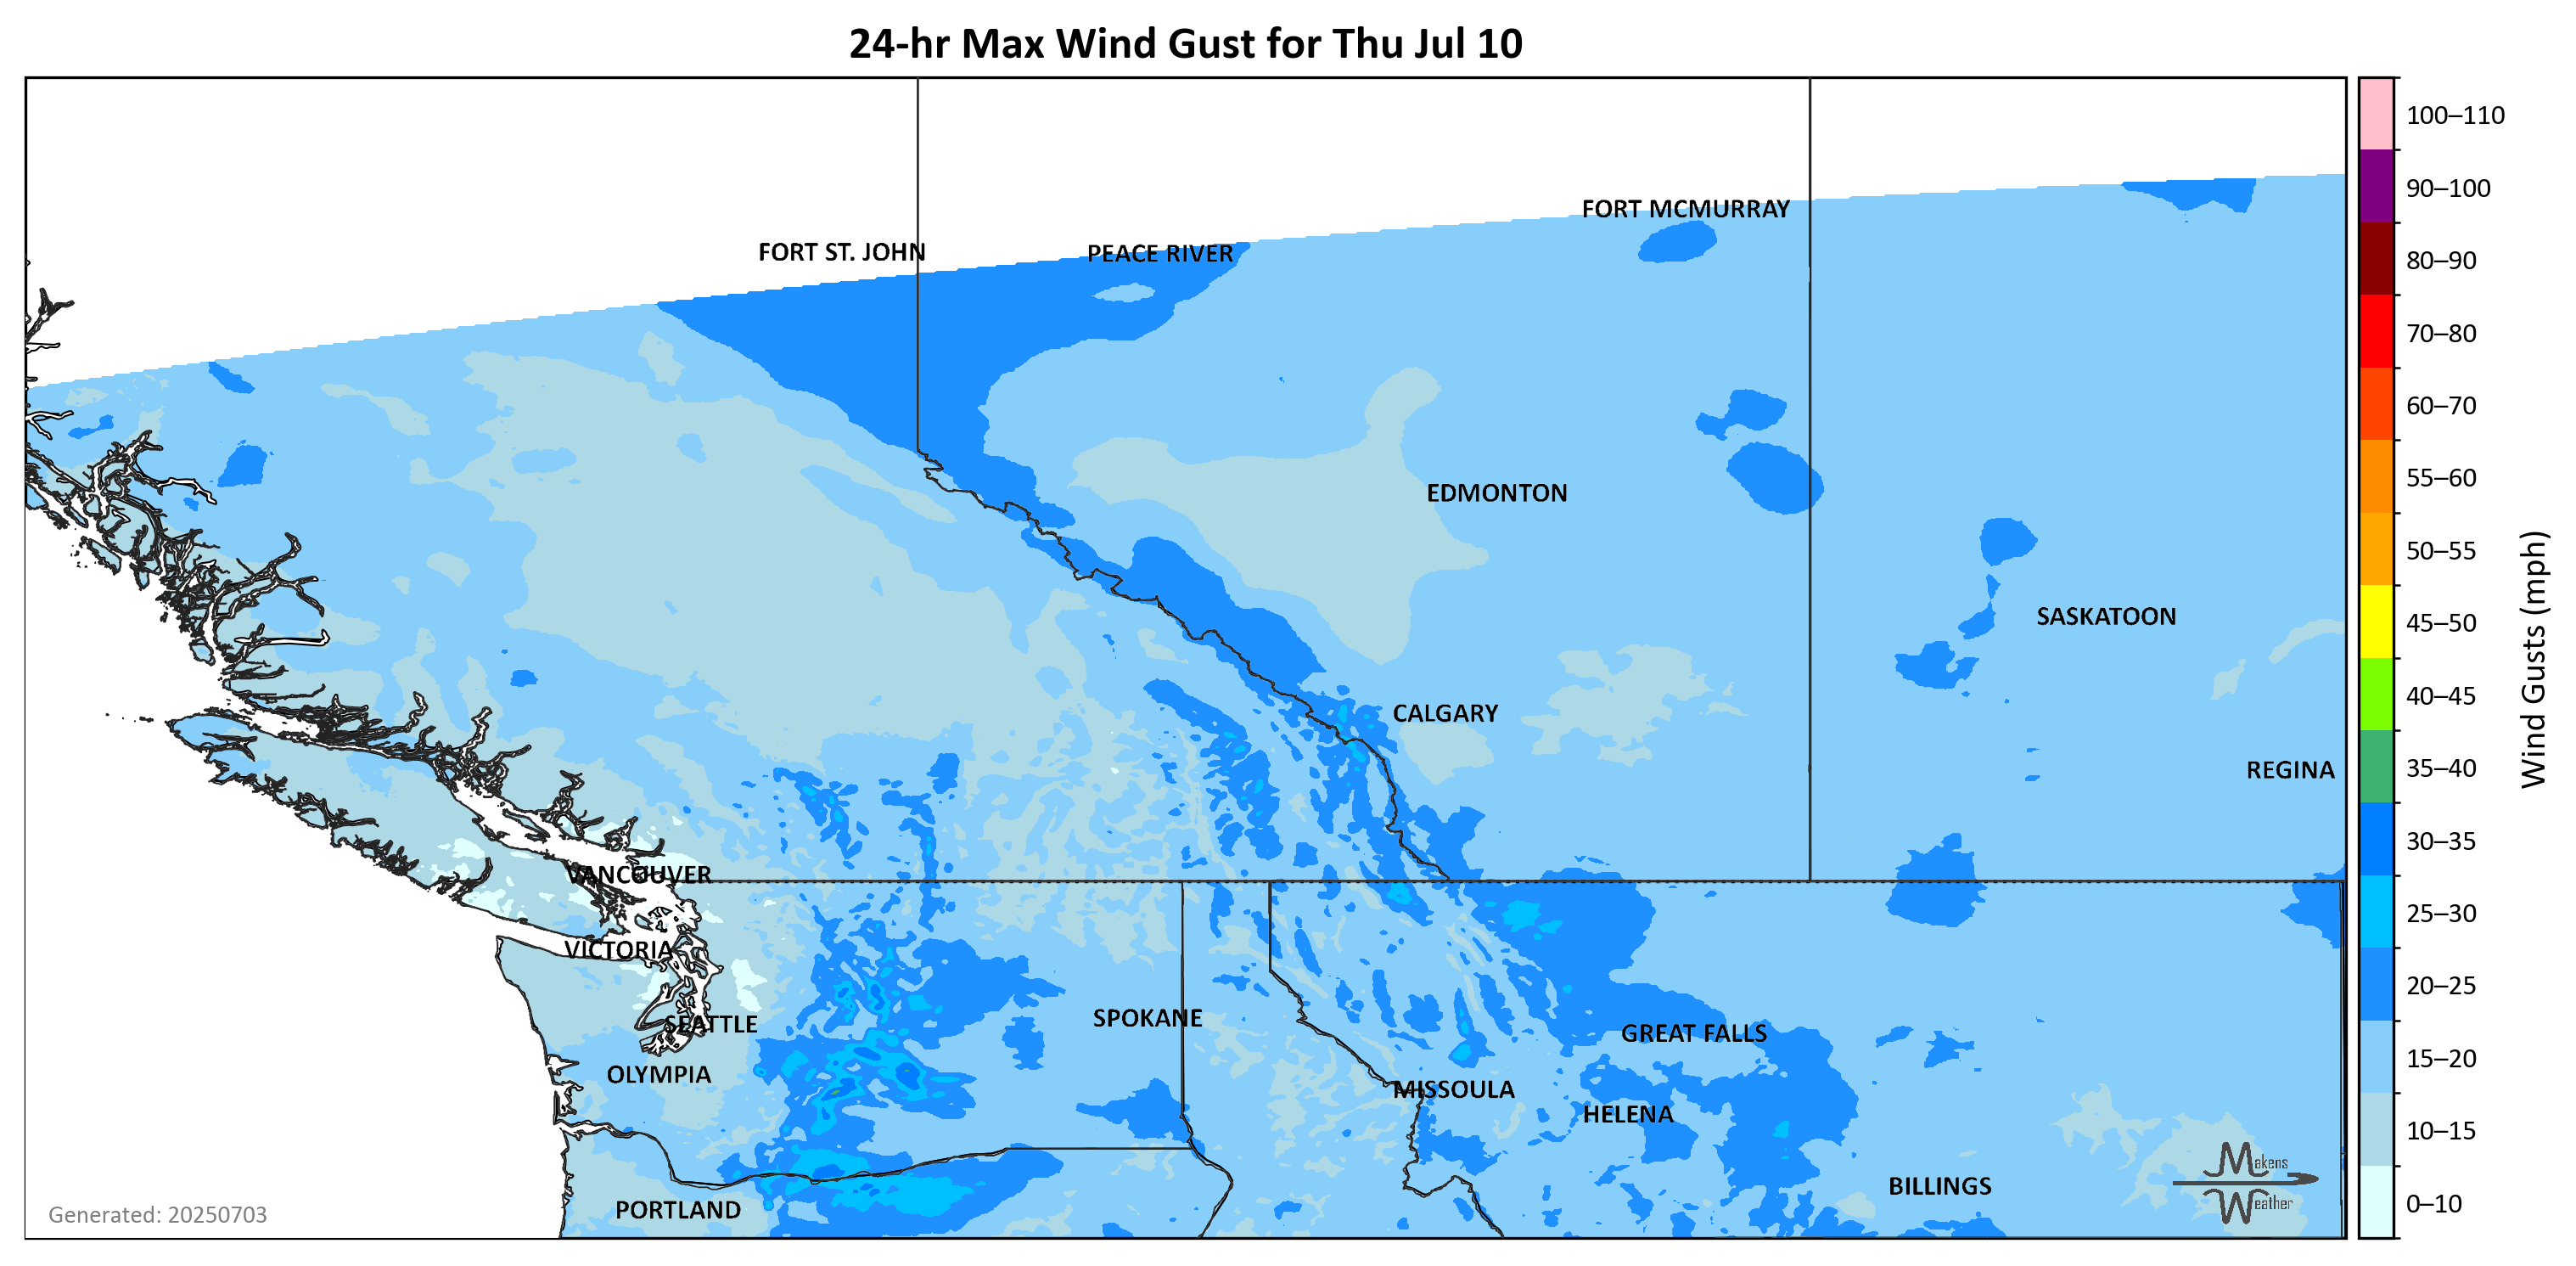 24-hr Max Wind Gust for Thu Jul 10
100–110
90–100
80–90
70–80
60–70
55–60
50–55
45–50
40–45
35–40
30–35
25–30
20–25
15–20
10–15
0–10
Wind Gusts (mph)
FORT MCMURRAY
FORT ST. JOHN
PEACE RIVER
EDMONTON
SASKATOON
CALGARY
REGINA
VANCOUVER
VICTORIA
SEATTLE
SPOKANE
GREAT FALLS
OLYMPIA
MISSOULA
HELENA
BILLINGS
PORTLAND
Makens
Weather
Generated: 20250703